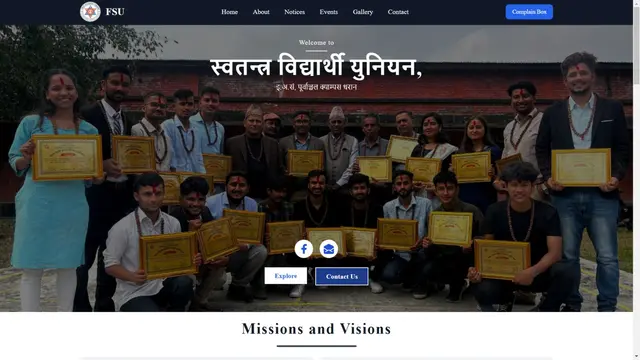 FSU
Home About Notices Events Gallery Contact
Complain Box
Welcome to
स्वतन्त्र विद्यार्थी युनियन,
इ.अ.सं, पूर्वाञ्चल क्याम्पस धरान
Explore
Contact Us
Missions and Visions